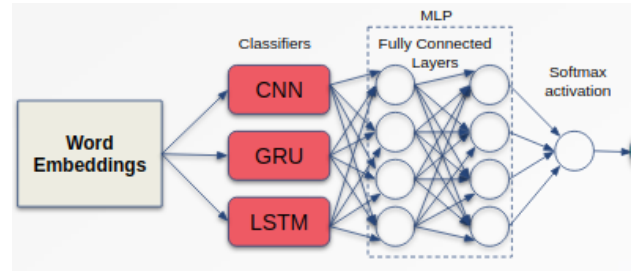 MLP
Classifiers
Fully Connected
Layers
Softmax
activation
Word
Embeddings
CNN
GRU
LSTM